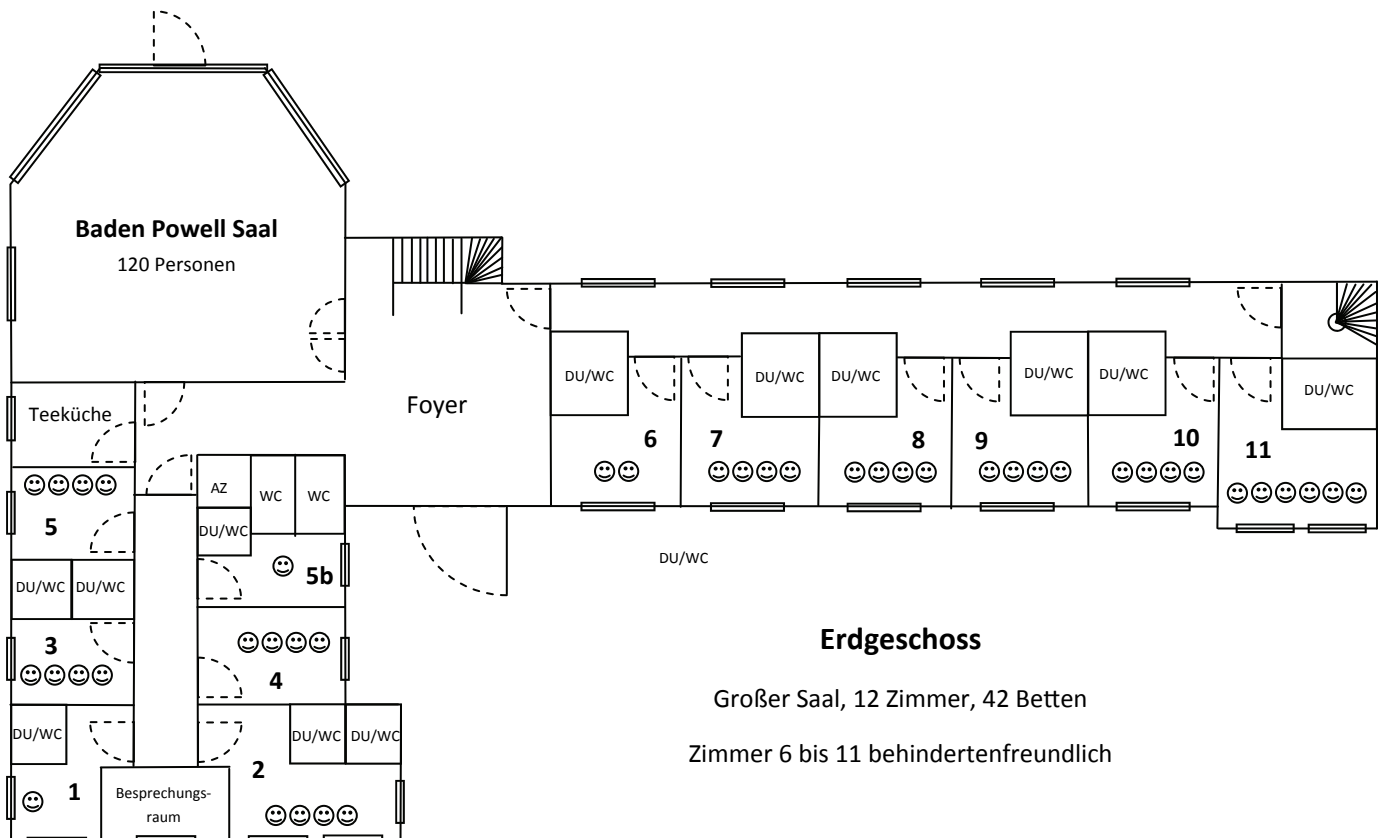 Baden Powell Saal
120 Personen
Teeküche
Foyer
DU/WC
DU/WC
DU/WC
DU/WC
DU/WC
DU/WC
6
7
8
9
10
11
AZ
WC
WC
DU/WC
5
5b
DU/WC
DU/WC
DU/WC
3
4
DU/WC
DU/WC
DU/WC
1
2
Besprechungs-
raum
Erdgeschoss
Großer Saal, 12 Zimmer, 42 Betten
Zimmer 6 bis 11 behindertenfreundlich